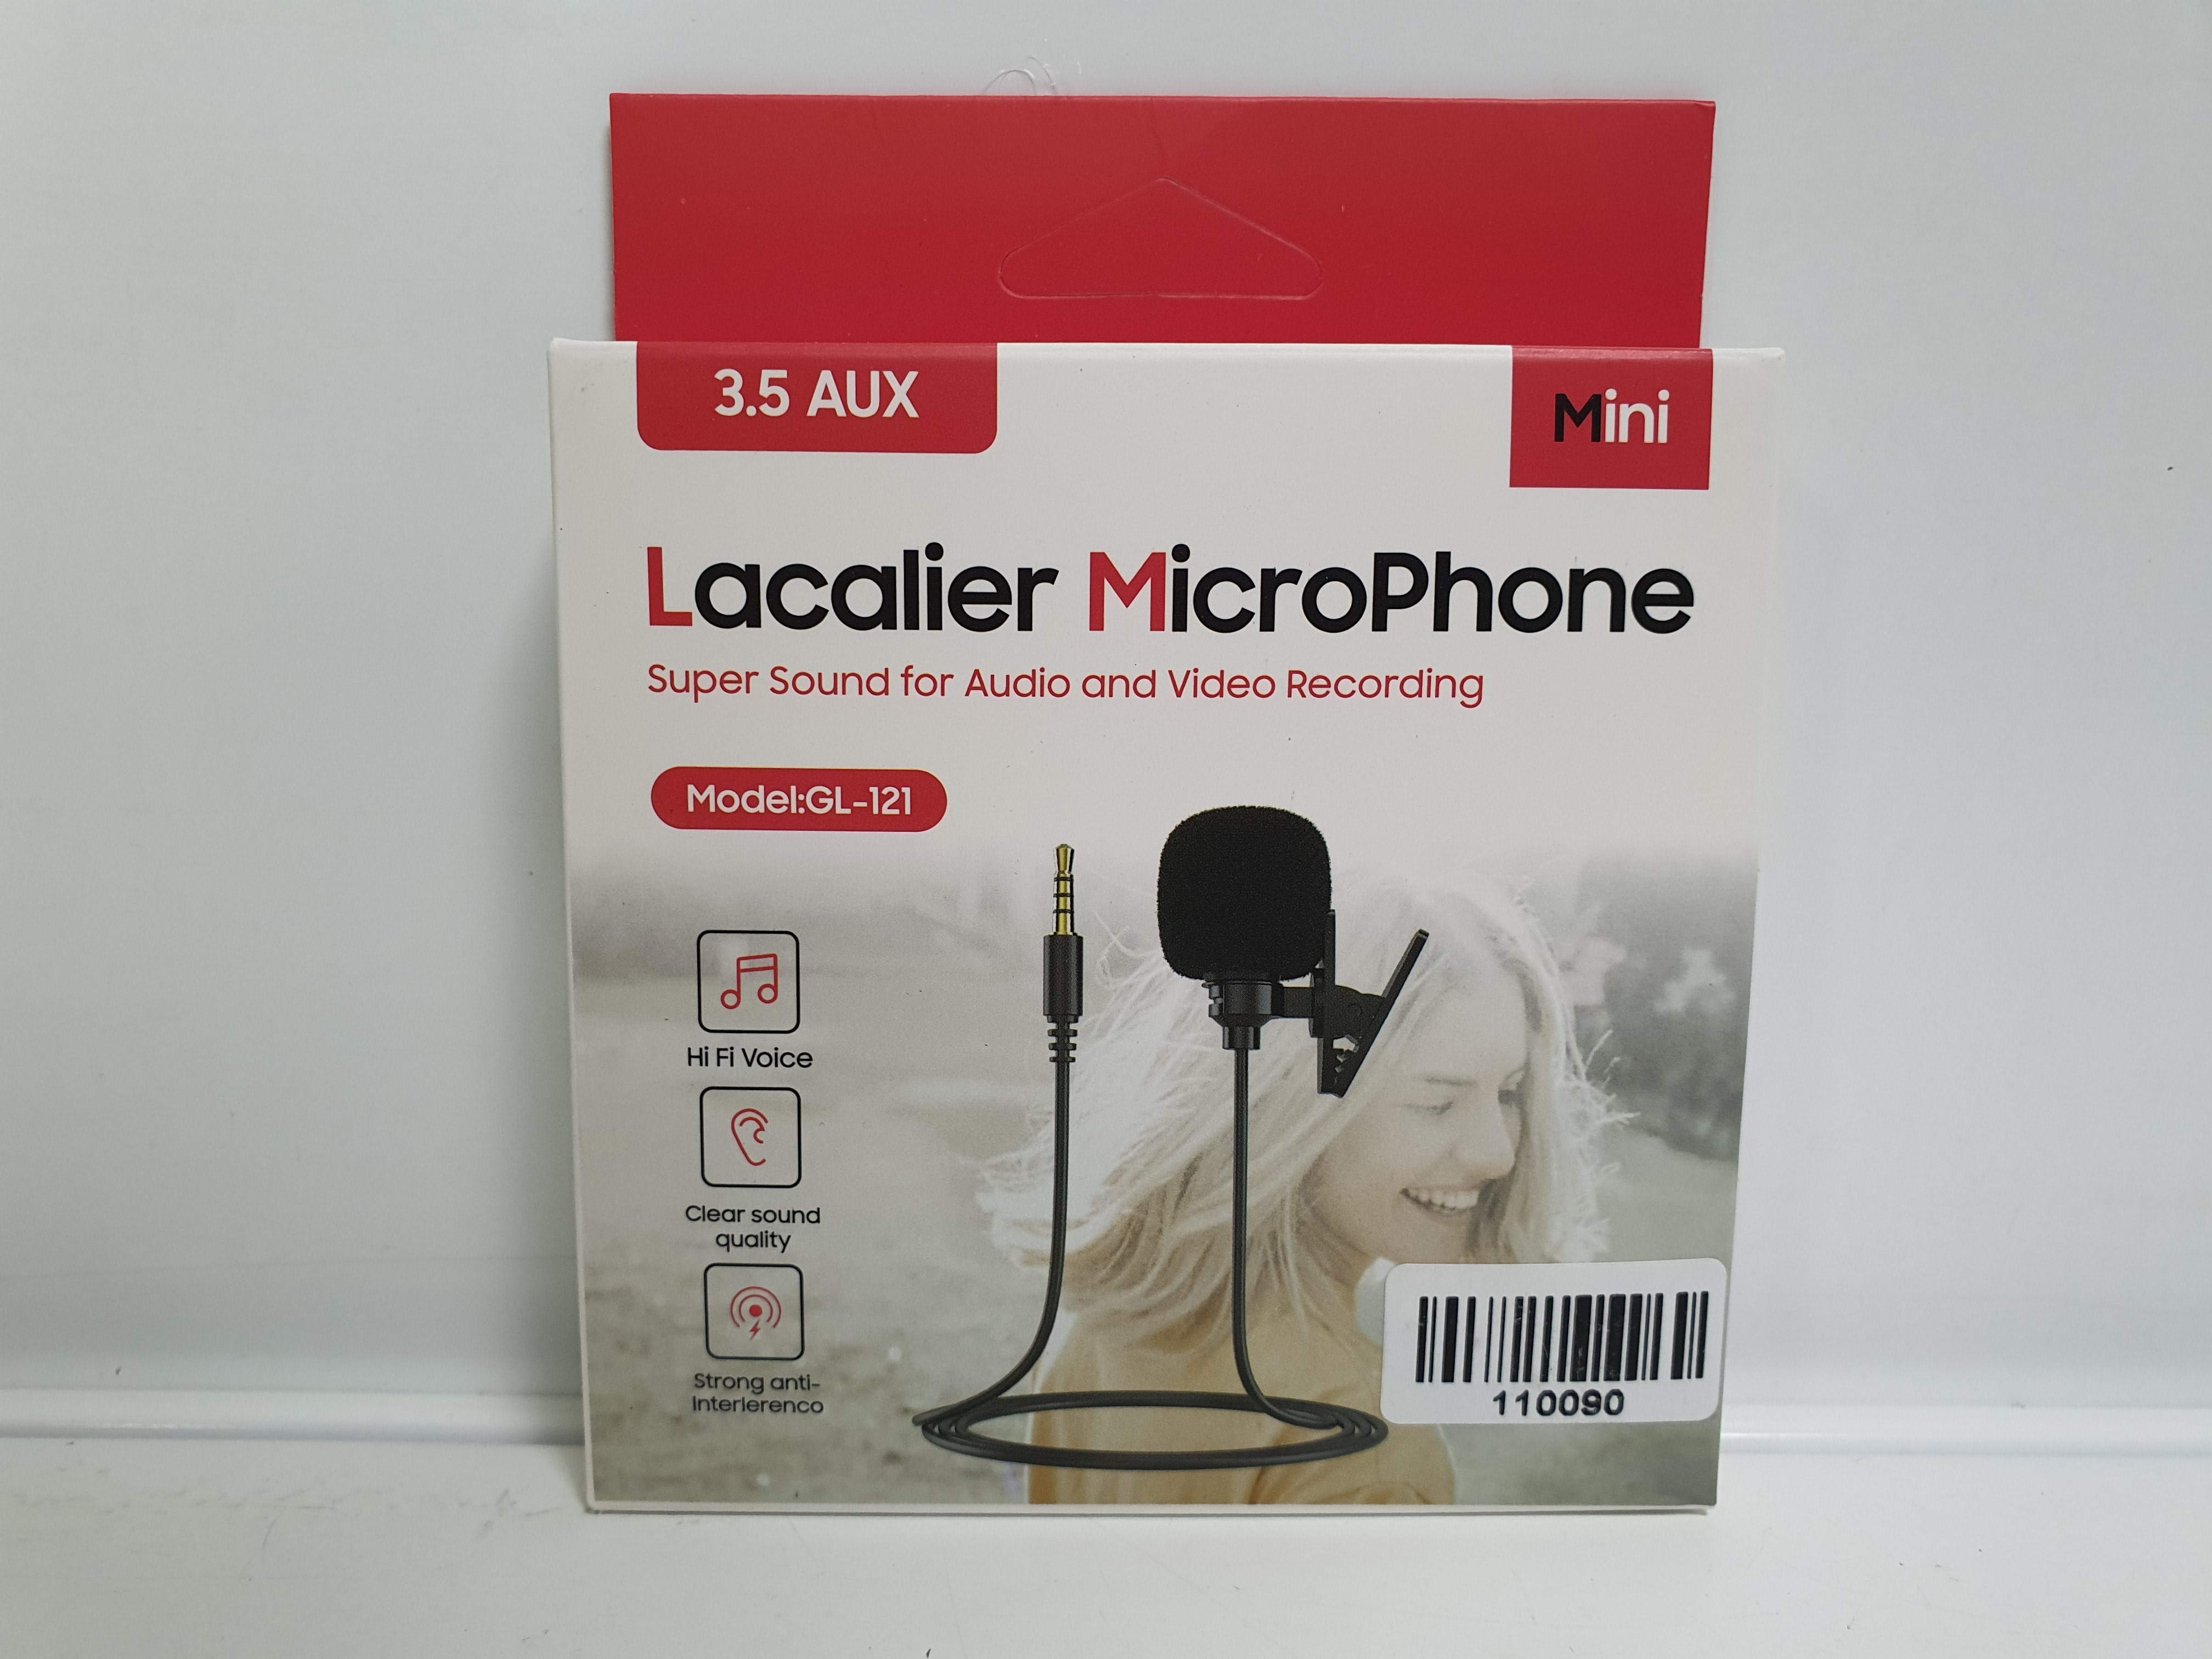 3.5 AUX
Mini
Lacalier MicroPhone
Super Sound for Audio and Video Recording
Model:GL-121
Hi Fi Voice
Clear sound
quality
Strong anti-
Interlerenco
110090